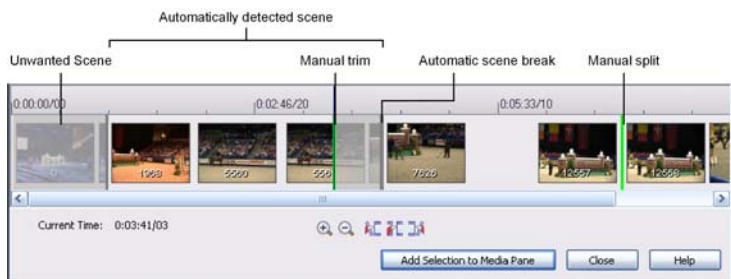 Automatically detected scene
Unwanted Scene Manual trim Automatic scene break Manual split
0:00:00/00 0:02:46/20 0:05:33/10
0 1968 5560 556 7626 12557 12558
Current Time: 0:03:41/03
Add Selection to Media Pane Close Help